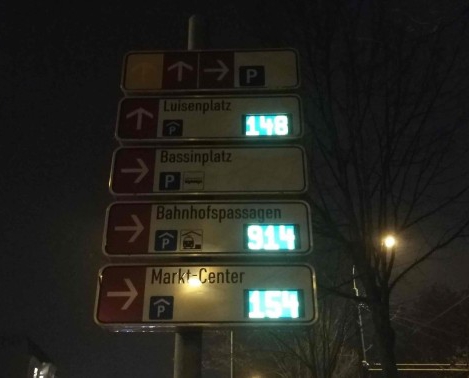 P
Luisenplatz
P 148
Bassinplatz
P
Bahnhofspassagen
P 914
Markt-Center
P 154